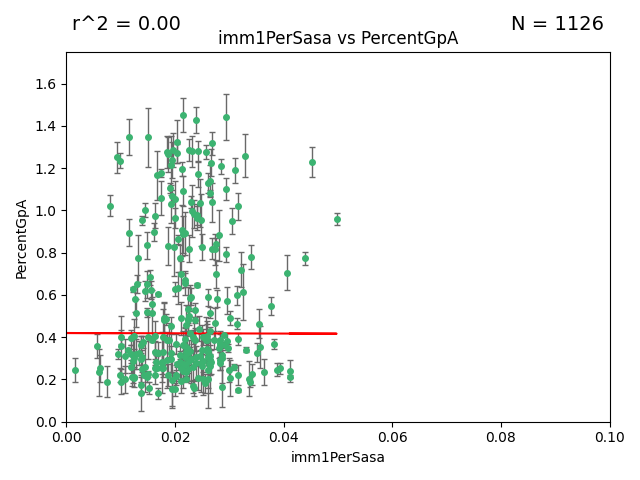 r^2 = 0.00
N = 1126
imm1PerSasa vs PercentGpA
PercentGpA
1.6
1.4
1.2
1.0
0.8
0.6
0.4
0.2
0.0
0.00 0.02 0.04 0.06 0.08 0.10
imm1PerSasa